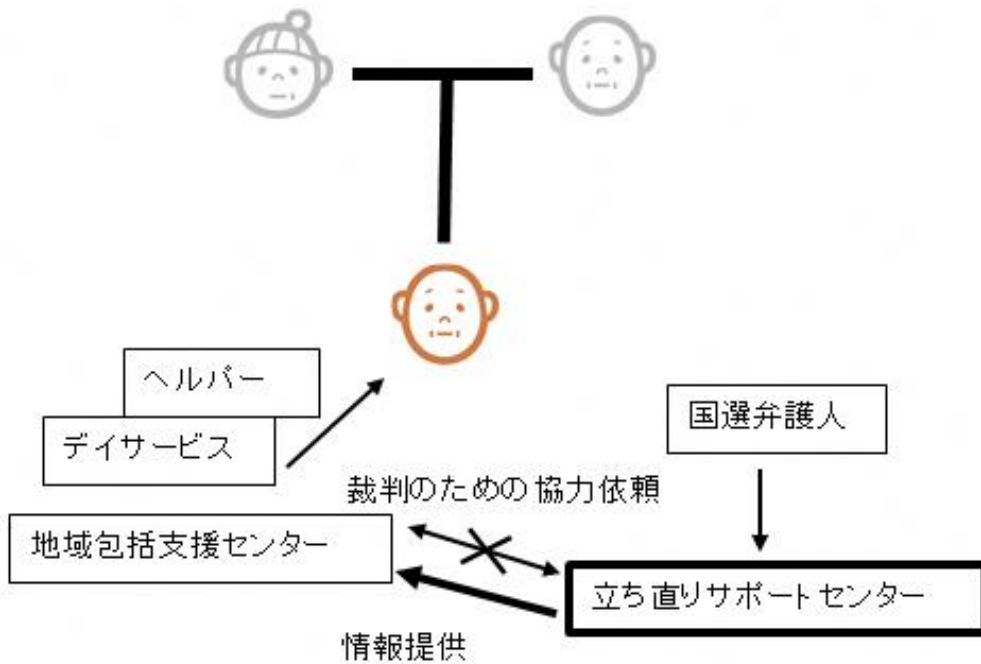 ヘルパー
デイサービス
国選弁護人
裁判のための協力依頼
地域包括支援センター
立ち直りサポートセンター
情報提供